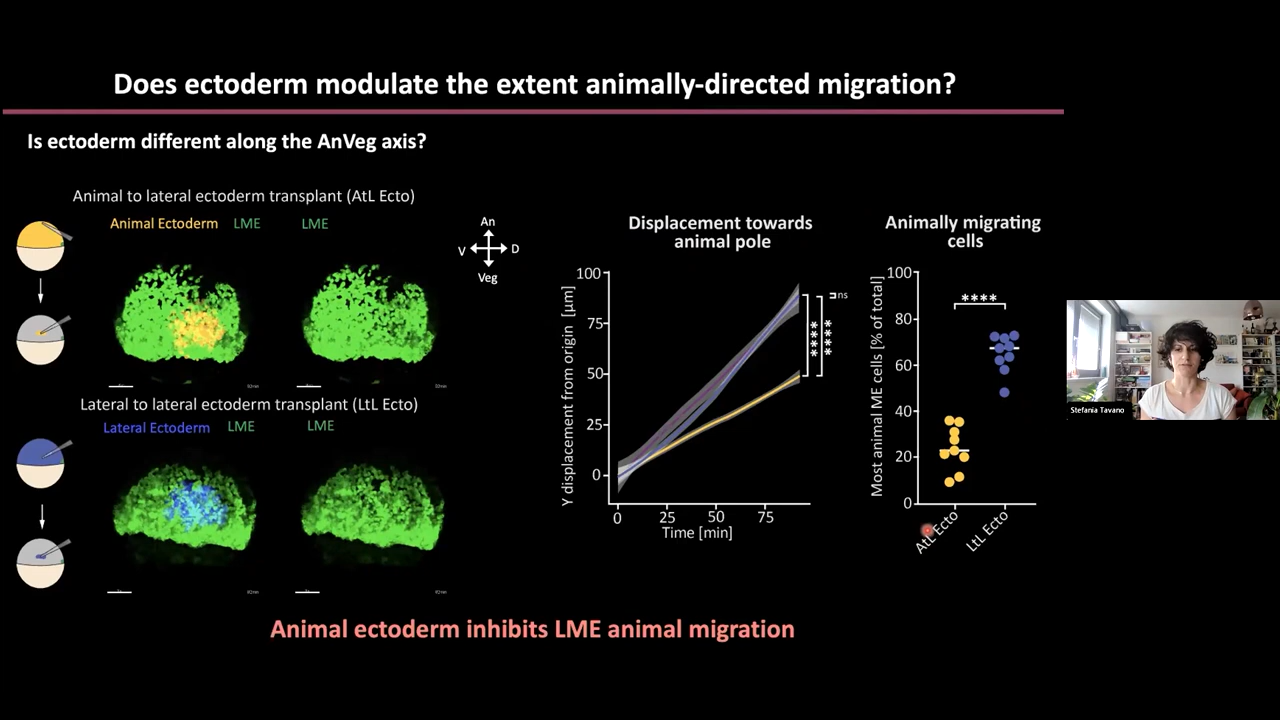 Does ectoderm modulate the extent animally-directed migration?
Is ectoderm different along the AnVeg axis?
Animal to lateral ectoderm transplant (AtL Ecto)
Animal Ectoderm LME LME
An
V D
Veg
Lateral to lateral ectoderm transplant (LtL Ecto)
Lateral Ectoderm LME LME
Displacement towards
animal pole
Y displacement from origin [µm]
100
75
50
25
0
0 25 50 75
Time [min]
ns
****
****
Animally migrating
cells
Most animal ME cells [% of total]
100
80
60
40
20
0
****
AtL Ecto
LtL Ecto
Stefania Tavano
Animal ectoderm inhibits LME animal migration